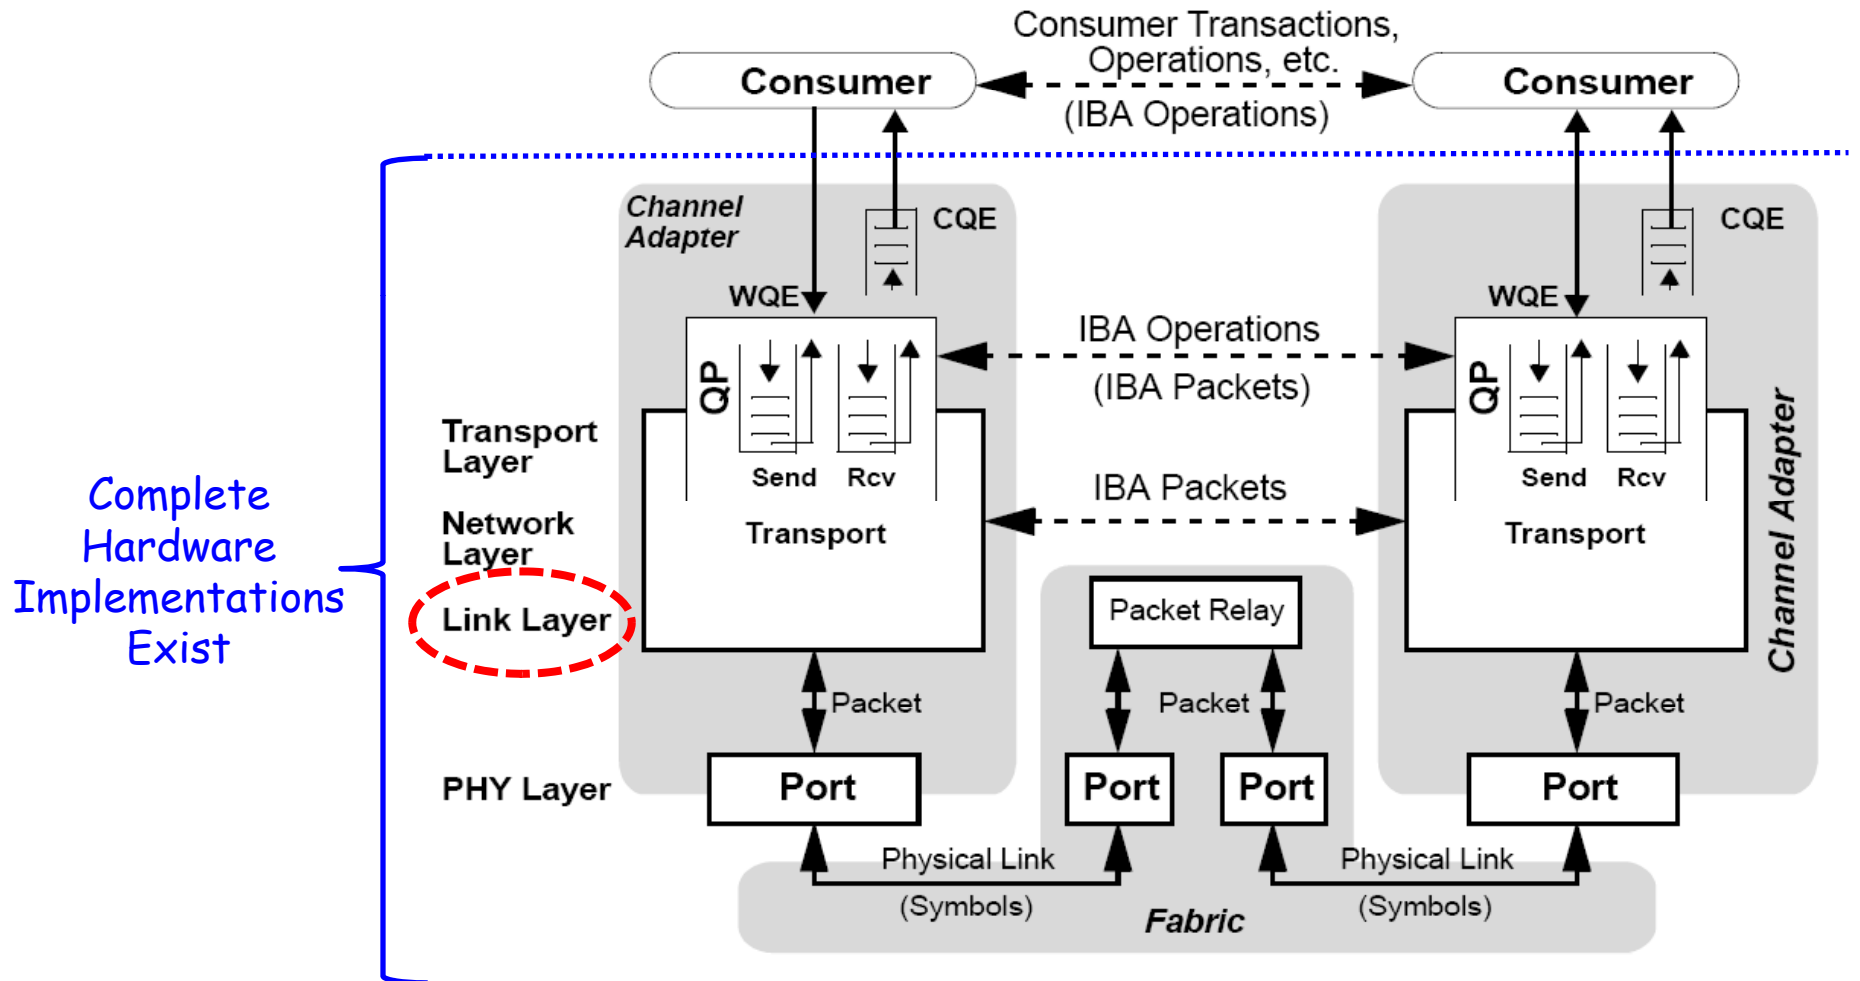 Consumer Transactions,
Operations, etc.
(IBA Operations)
Consumer
Consumer
Channel
Adapter
CQE
WQE
QP
Send
Rcv
Transport
CQE
WQE
QP
Send
Rcv
Transport
Channel Adapter
IBA Operations
(IBA Packets)
IBA Packets
Complete
Hardware
Implementations
Exist
Transport
Layer
Network
Layer
Link Layer
PHY Layer
Packet Relay
Packet
Packet
Packet
Port
Port
Port
Port
Physical Link
(Symbols)
Physical Link
(Symbols)
Fabric